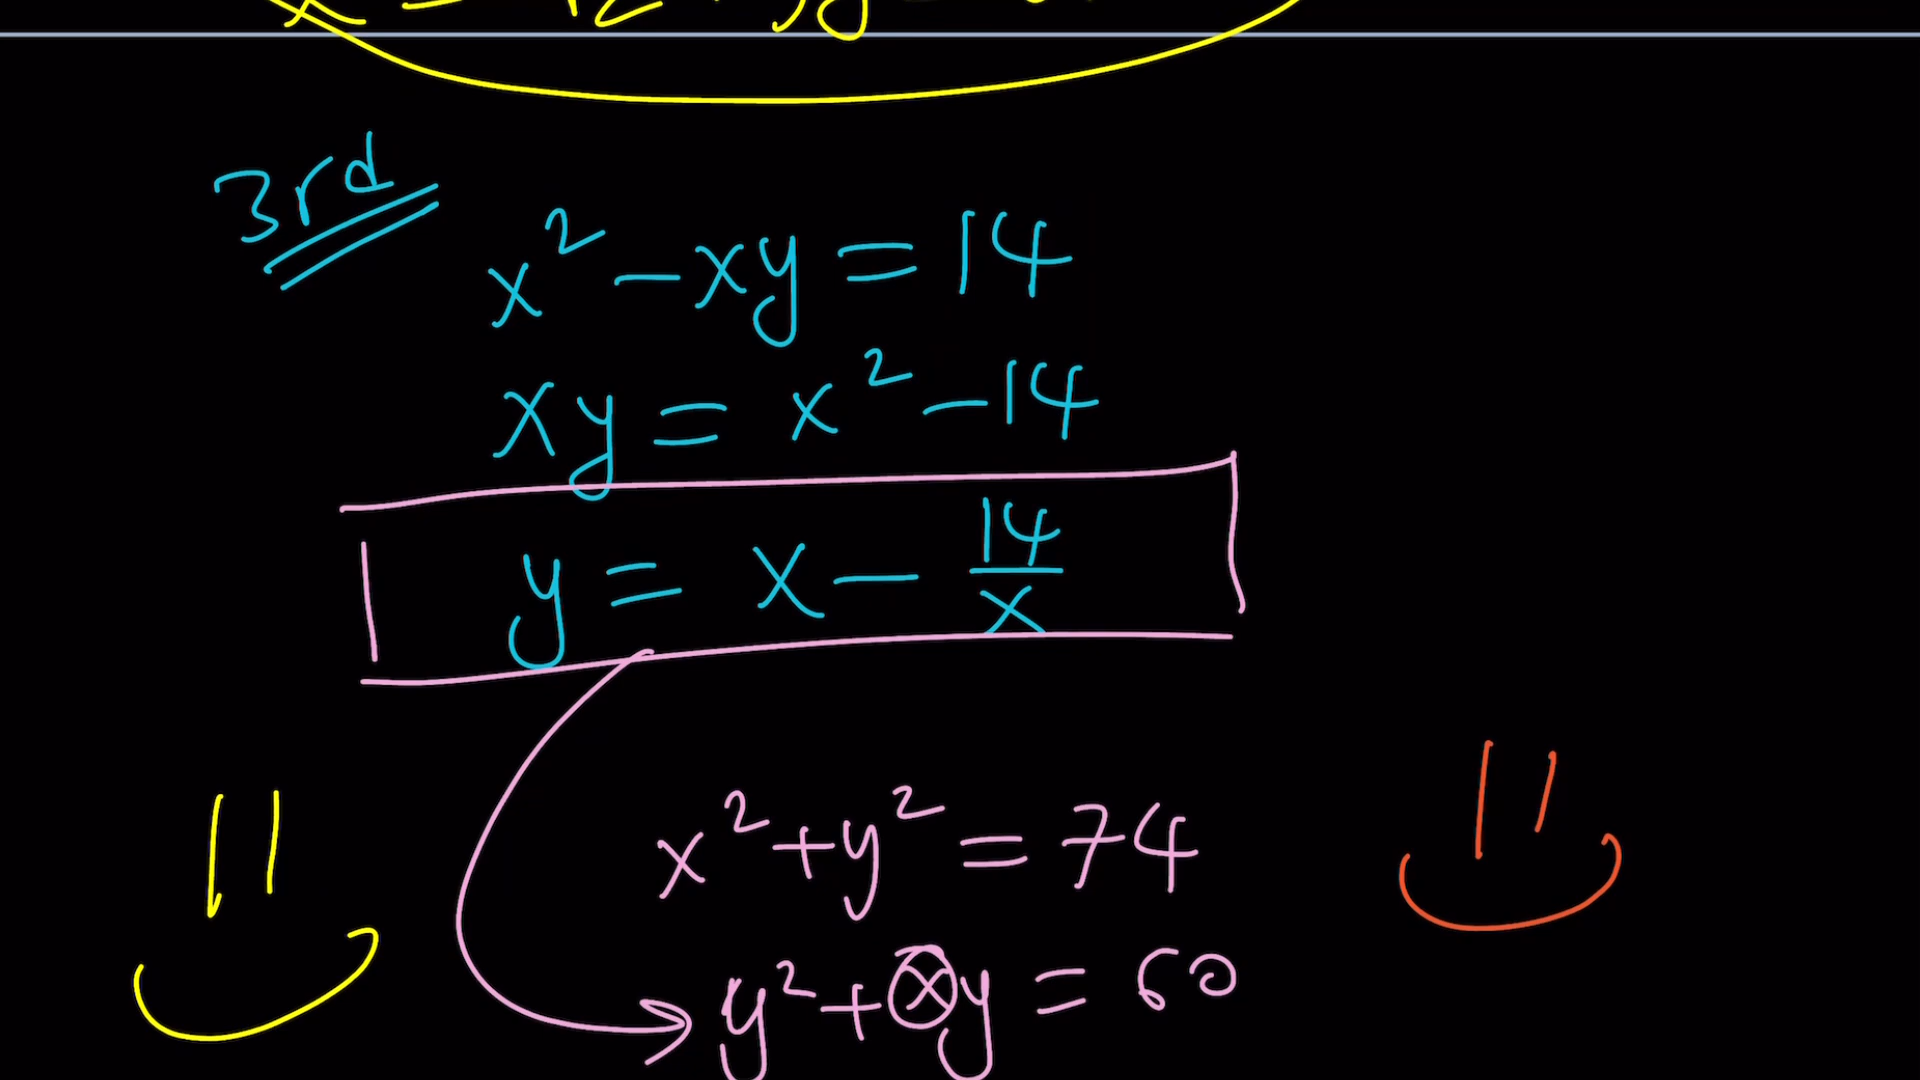 3rd
x² - xy = 14
xy = x² - 14
y = x - 14/x
x² + y² = 74
y² + xy = 60